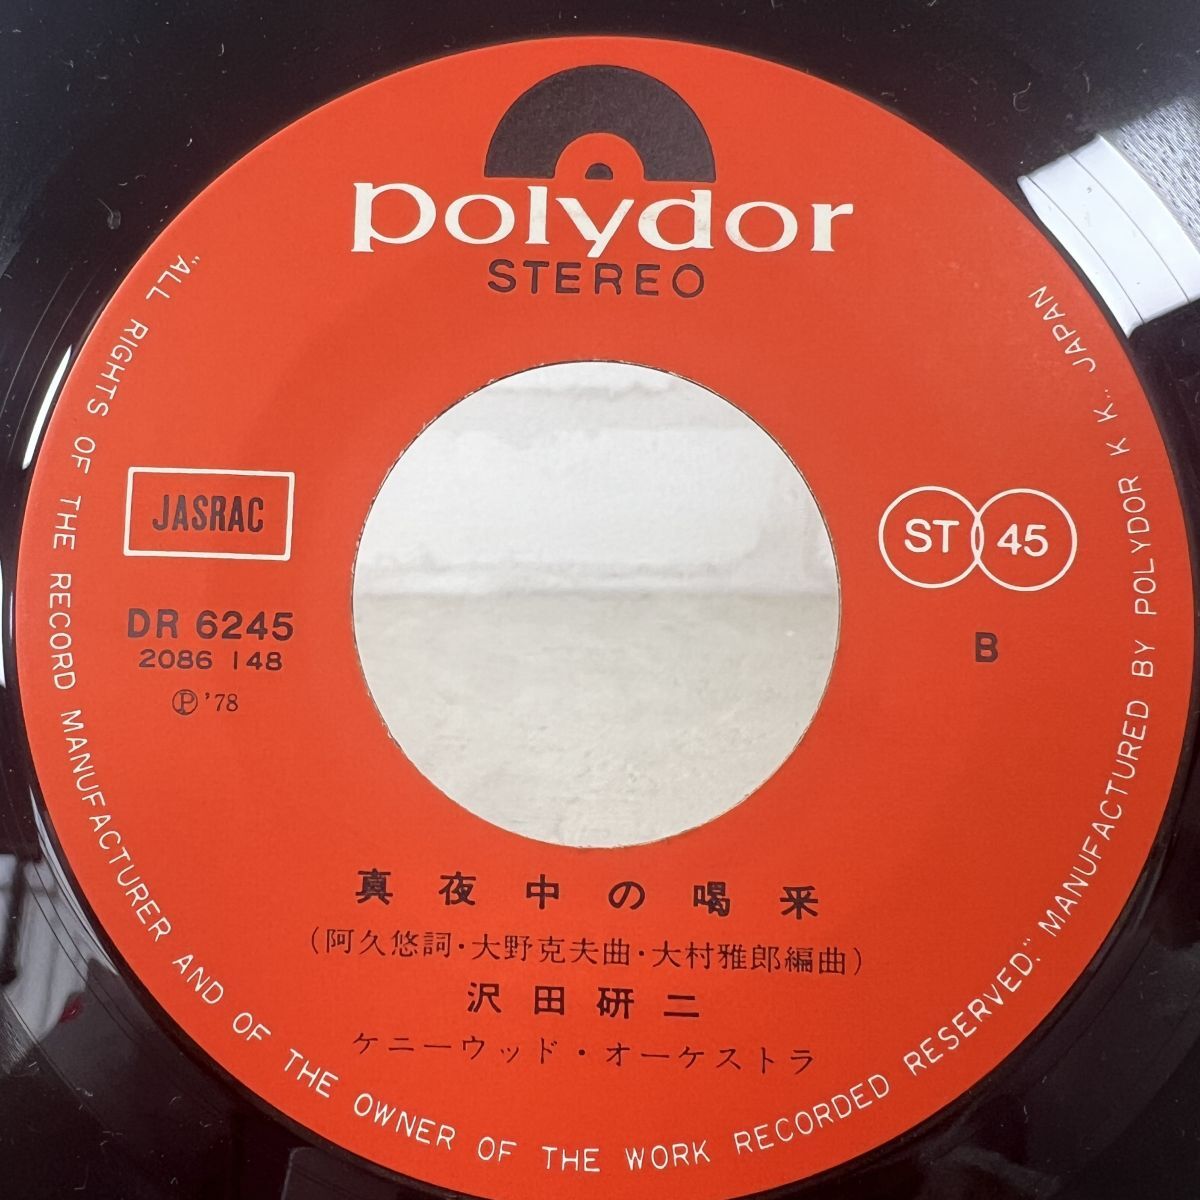 polydor
STEREO
JASRAC
ST 45
DR 6245
2086 148
Ⓟ '78
B
真夜中の喝采
(阿久悠詞・大野克夫曲・大村雅郎編曲)
沢田研二
ケニーウッド・オーケストラ
"ALL RIGHTS OF THE RECORD MANUFACTURER AND OF THE OWNER OF THE WORK RECORDED RESERVED." MANUFACTURED BY POLYDOR K K., JAPAN